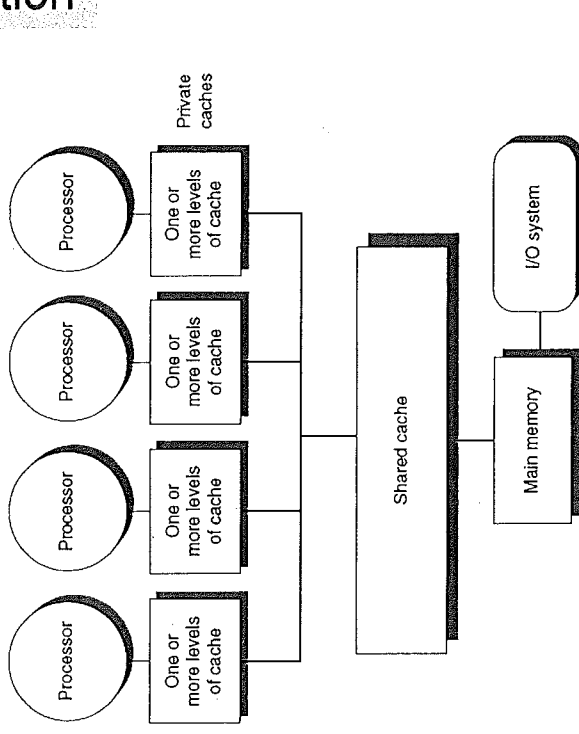 tion
Processor
Processor
Processor
Processor
One or
more levels
of cache
One or
more levels
of cache
One or
more levels
of cache
One or
more levels
of cache
Private
caches
Shared cache
Main memory
I/O system